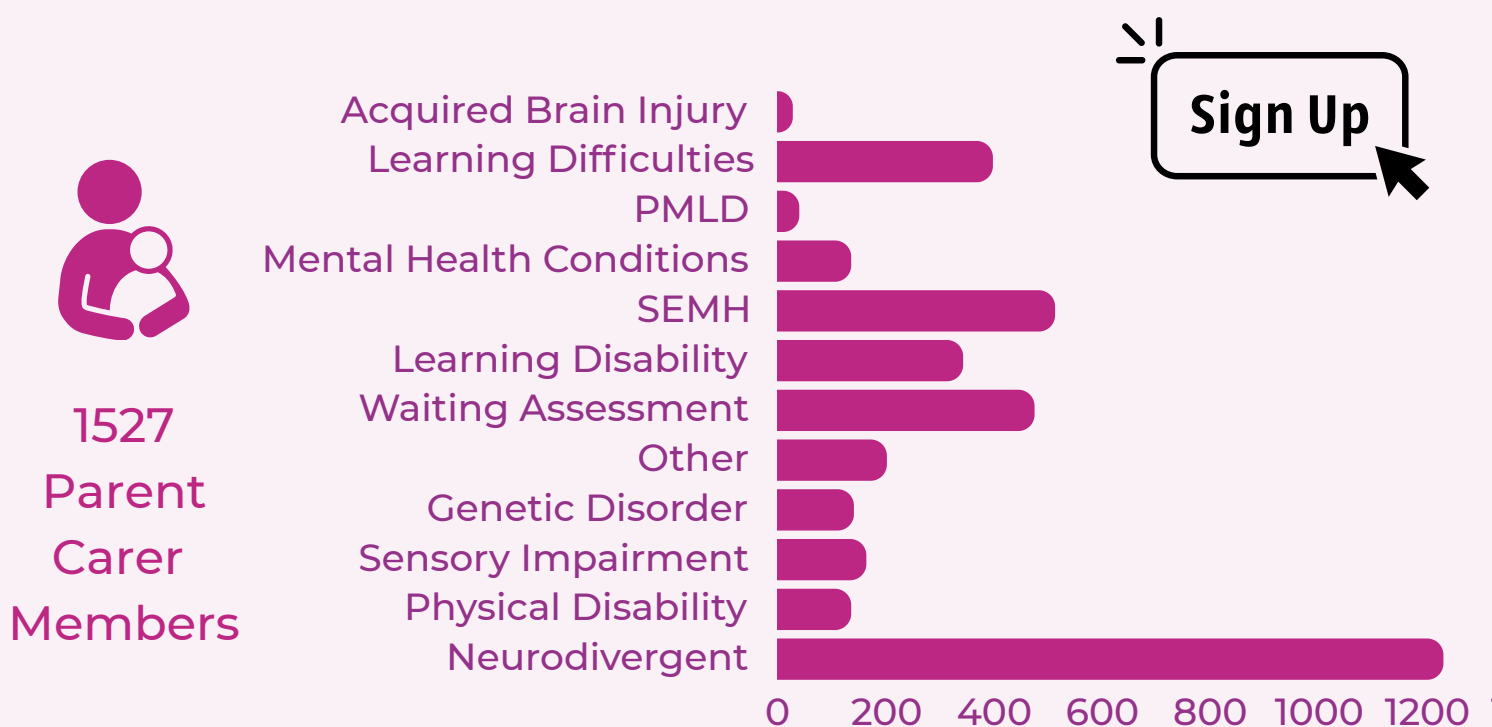 Sign Up
Acquired Brain Injury
Learning Difficulties
PMLD
Mental Health Conditions
SEMH
Learning Disability
Waiting Assessment
Other
Genetic Disorder
Sensory Impairment
Physical Disability
Neurodivergent
0 200 400 600 800 1000 1200
1527
Parent
Carer
Members